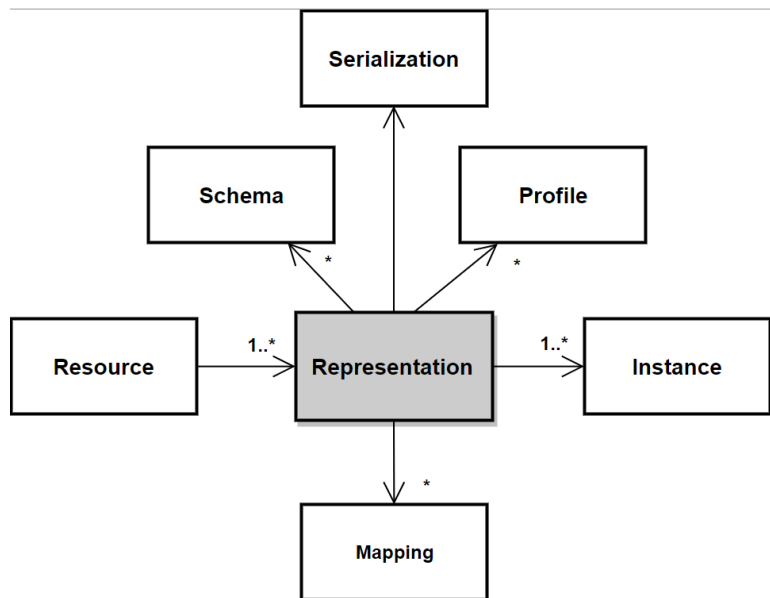 Serialization
Schema
Profile
*
*
1..*
1..*
Resource
Representation
Instance
*
Mapping